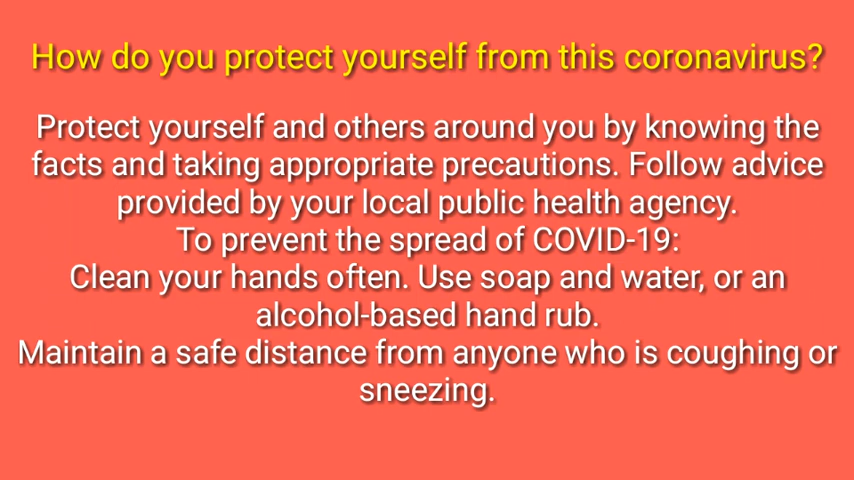 How do you protect yourself from this coronavirus?
Protect yourself and others around you by knowing the
facts and taking appropriate precautions. Follow advice
provided by your local public health agency.
To prevent the spread of COVID-19:
Clean your hands often. Use soap and water, or an
alcohol-based hand rub.
Maintain a safe distance from anyone who is coughing or
sneezing.